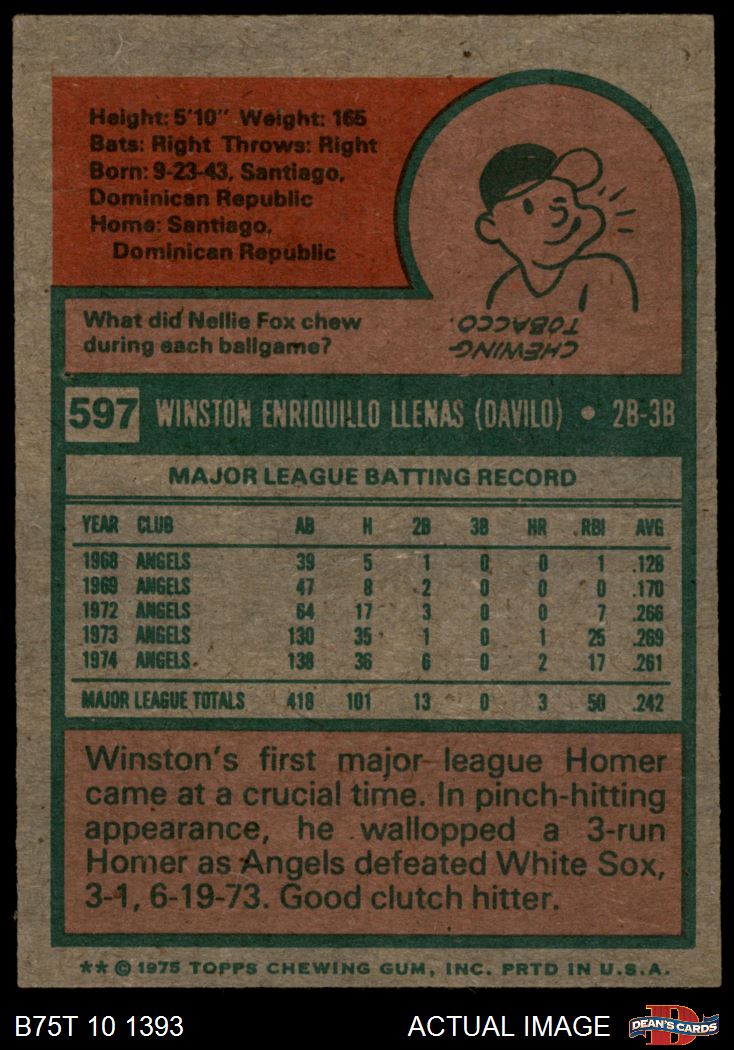 Height: 5'10" Weight: 165
Bats: Right Throws: Right
Born: 9-23-43, Santiago,
Dominican Republic
Home: Santiago,
Dominican Republic
What did Nellie Fox chew
during each ballgame?
CHEWING
TOBACCO.
597 WINSTON ENRIQUILLO LLENAS (DAVILO) • 2B-3B
MAJOR LEAGUE BATTING RECORD
YEAR CLUB AB H 2B 3B HR RBI AVG
1968 ANGELS 39 5 1 0 0 1 .128
1969 ANGELS 47 8 2 0 0 0 .170
1972 ANGELS 64 17 3 0 0 7 .266
1973 ANGELS 130 35 1 0 1 25 .269
1974 ANGELS 138 36 6 0 2 17 .261
MAJOR LEAGUE TOTALS 418 101 13 0 3 50 .242
Winston's first major league Homer
came at a crucial time. In pinch-hitting
appearance, he wallopped a 3-run
Homer as Angels defeated White Sox,
3-1, 6-19-73. Good clutch hitter.
** © 1975 TOPPS CHEWING GUM, INC. PRTD IN U.S.A.
B75T 10 1393 ACTUAL IMAGE DEAN'S CARDS